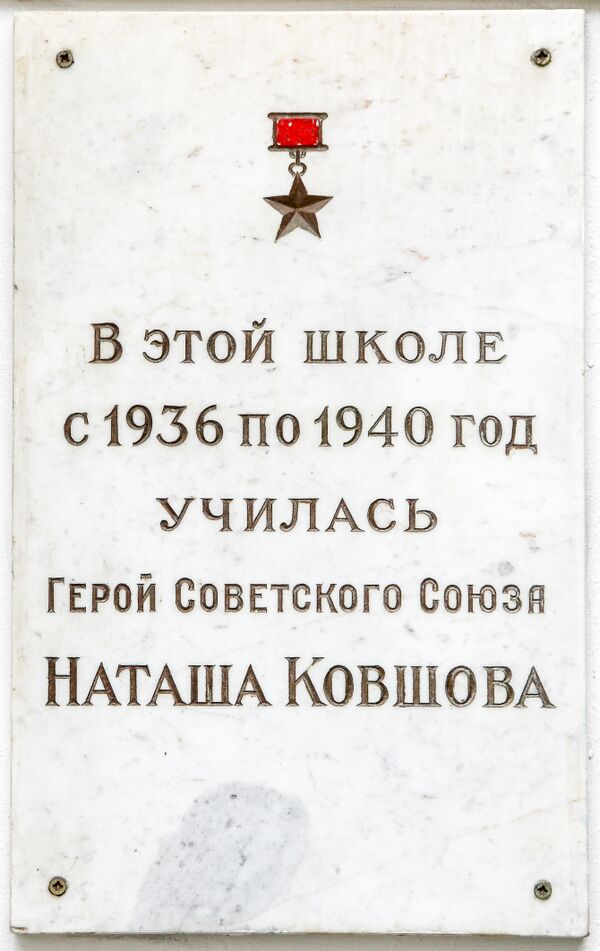 В этой школе
с 1936 по 1940 год
училась
Герой Советского Союза
Наташа Ковшова